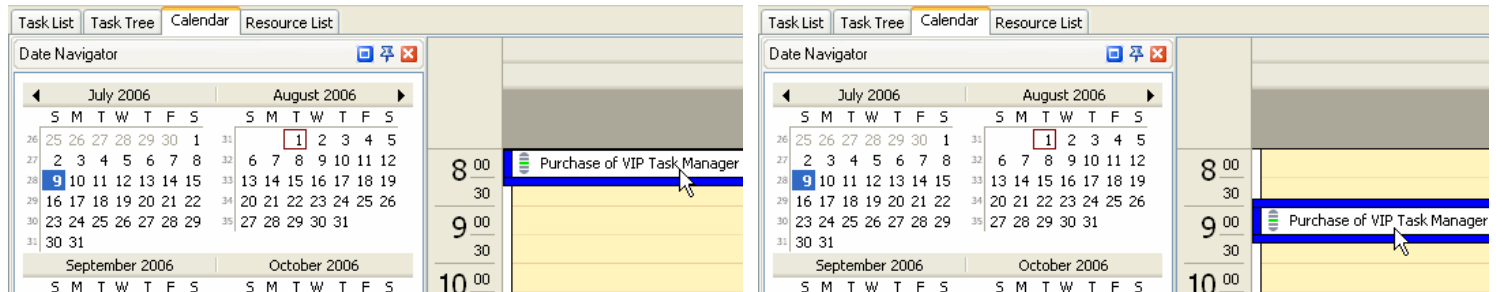 Task List Task Tree Calendar Resource List
Date Navigator
July 2006 August 2006
S M T W T F S S M T W T F S
26 25 26 27 28 29 30 1 31 1 2 3 4 5
27 2 3 4 5 6 7 8 32 6 7 8 9 10 11 12
28 9 10 11 12 13 14 15 33 13 14 15 16 17 18 19
29 16 17 18 19 20 21 22 34 20 21 22 23 24 25 26
30 23 24 25 26 27 28 29 35 27 28 29 30 31
31 30 31
September 2006 October 2006
S M T W T F S S M T W T F S
8 00 Purchase of VIP Task Manager
30
9 00
30
10 00
Task List Task Tree Calendar Resource List
Date Navigator
July 2006 August 2006
S M T W T F S S M T W T F S
26 25 26 27 28 29 30 1 31 1 2 3 4 5
27 2 3 4 5 6 7 8 32 6 7 8 9 10 11 12
28 9 10 11 12 13 14 15 33 13 14 15 16 17 18 19
29 16 17 18 19 20 21 22 34 20 21 22 23 24 25 26
30 23 24 25 26 27 28 29 35 27 28 29 30 31
31 30 31
September 2006 October 2006
S M T W T F S S M T W T F S
8 00
30
9 00 Purchase of VIP Task Manager
30
10 00